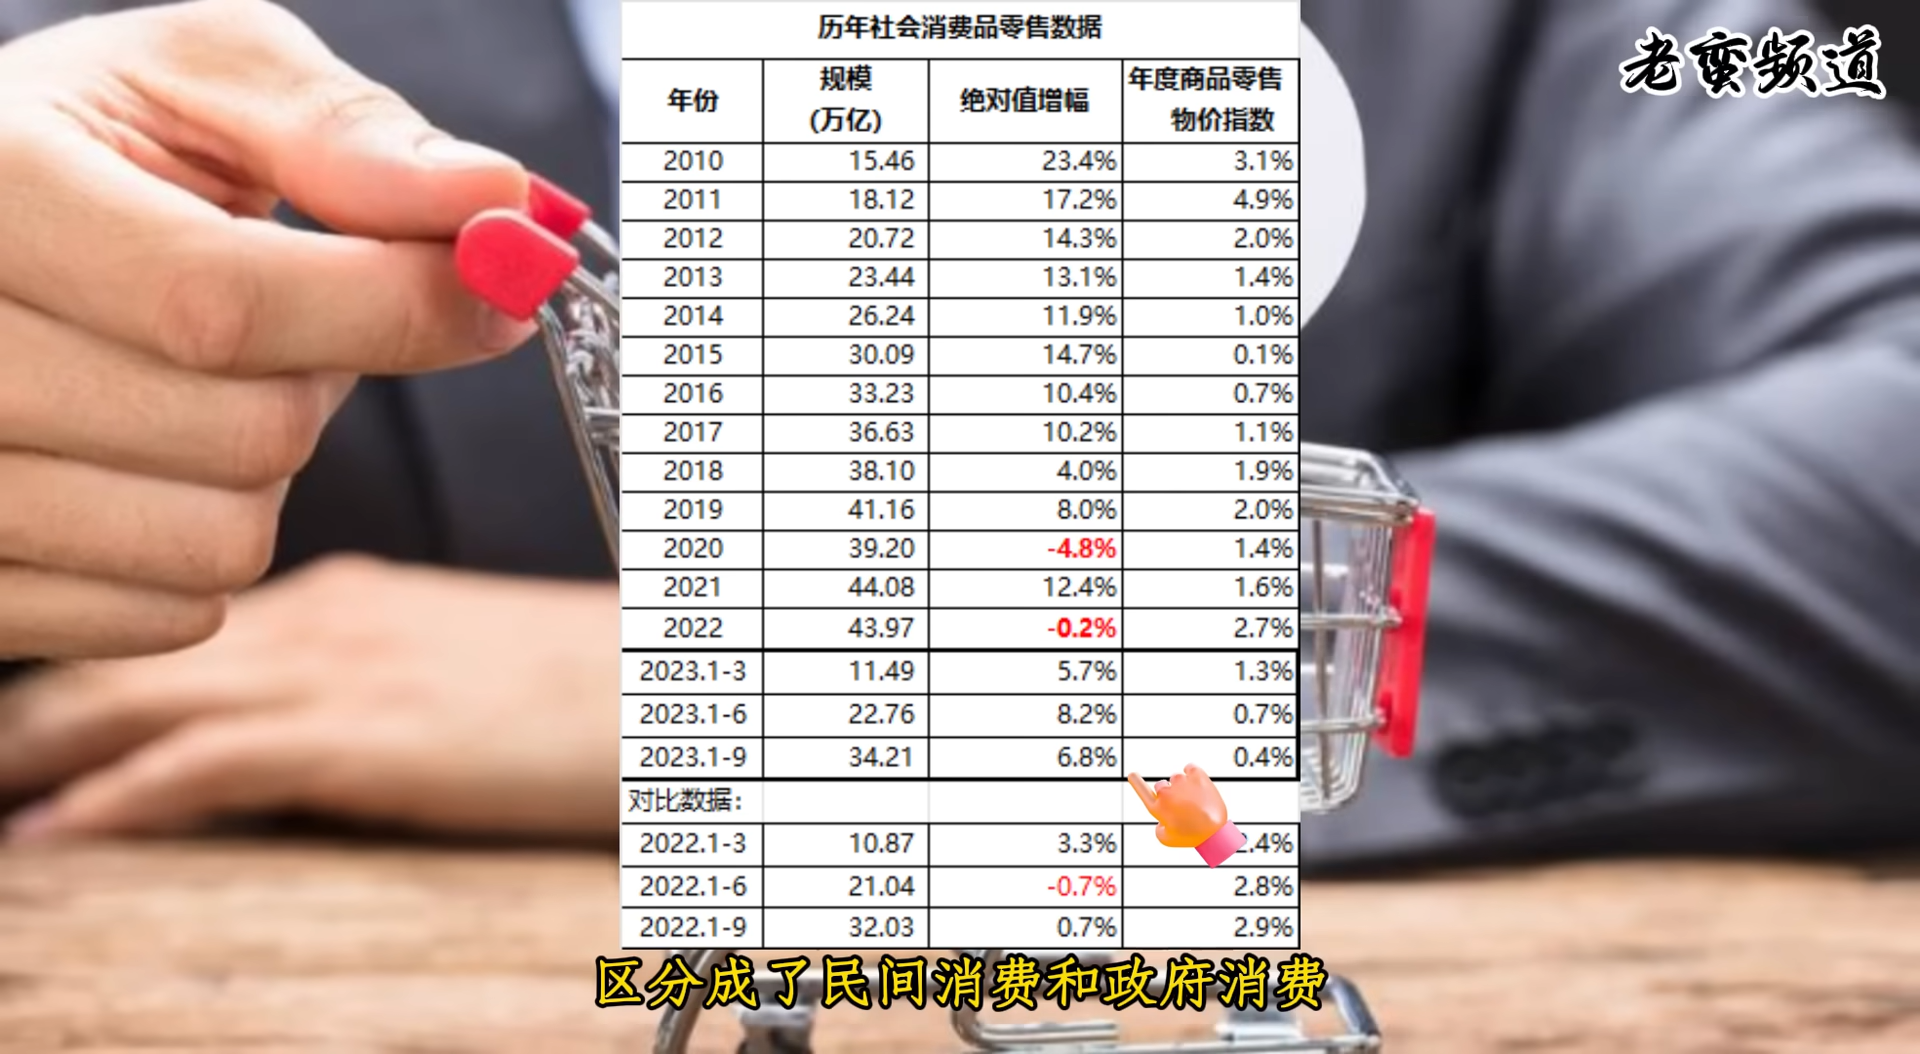 历年社会消费品零售数据
老蛮频道
年份 规模(万亿) 绝对值增幅 年度商品零售物价指数
2010 15.46 23.4% 3.1%
2011 18.12 17.2% 4.9%
2012 20.72 14.3% 2.0%
2013 23.44 13.1% 1.4%
2014 26.24 11.9% 1.0%
2015 30.09 14.7% 0.1%
2016 33.23 10.4% 0.7%
2017 36.63 10.2% 1.1%
2018 38.10 4.0% 1.9%
2019 41.16 8.0% 2.0%
2020 39.20 -4.8% 1.4%
2021 44.08 12.4% 1.6%
2022 43.97 -0.2% 2.7%
2023.1-3 11.49 5.7% 1.3%
2023.1-6 22.76 8.2% 0.7%
2023.1-9 34.21 6.8% 0.4%
对比数据：
2022.1-3 10.87 3.3% 2.4%
2022.1-6 21.04 -0.7% 2.8%
2022.1-9 32.03 0.7% 2.9%
区分成了民间消费和政府消费